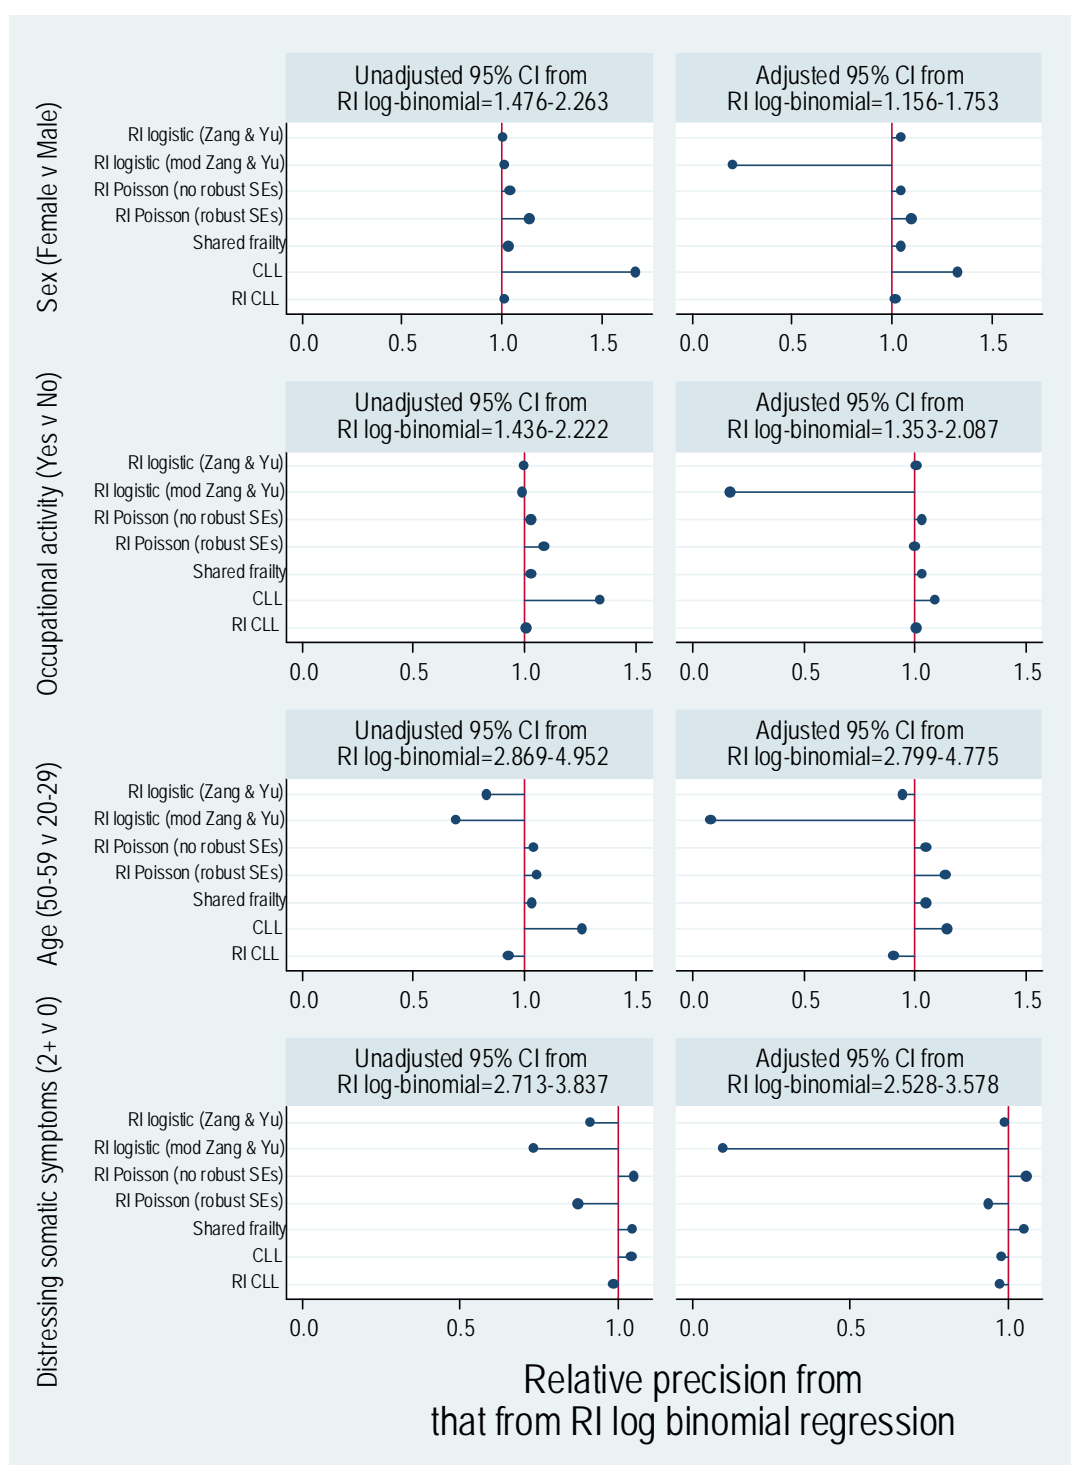 Sex (Female v Male)
Unadjusted 95% CI from
RI log-binomial=1.476-2.263
Adjusted 95% CI from
RI log-binomial=1.156-1.753
RI logistic (Zang & Yu)
RI logistic (mod Zang & Yu)
RI Poisson (no robust SEs)
RI Poisson (robust SEs)
Shared frailty
CLL
RI CLL
0.0 0.5 1.0 1.5
0.0 0.5 1.0 1.5
Occupational activity (Yes v No)
Unadjusted 95% CI from
RI log-binomial=1.436-2.222
Adjusted 95% CI from
RI log-binomial=1.353-2.087
RI logistic (Zang & Yu)
RI logistic (mod Zang & Yu)
RI Poisson (no robust SEs)
RI Poisson (robust SEs)
Shared frailty
CLL
RI CLL
0.0 0.5 1.0 1.5
0.0 0.5 1.0 1.5
Age (50-59 v 20-29)
Unadjusted 95% CI from
RI log-binomial=2.869-4.952
Adjusted 95% CI from
RI log-binomial=2.799-4.775
RI logistic (Zang & Yu)
RI logistic (mod Zang & Yu)
RI Poisson (no robust SEs)
RI Poisson (robust SEs)
Shared frailty
CLL
RI CLL
0.0 0.5 1.0 1.5
0.0 0.5 1.0 1.5
Distressing somatic symptoms (2+ v 0)
Unadjusted 95% CI from
RI log-binomial=2.713-3.837
Adjusted 95% CI from
RI log-binomial=2.528-3.578
RI logistic (Zang & Yu)
RI logistic (mod Zang & Yu)
RI Poisson (no robust SEs)
RI Poisson (robust SEs)
Shared frailty
CLL
RI CLL
0.0 0.5 1.0
0.0 0.5 1.0
Relative precision from
that from RI log binomial regression